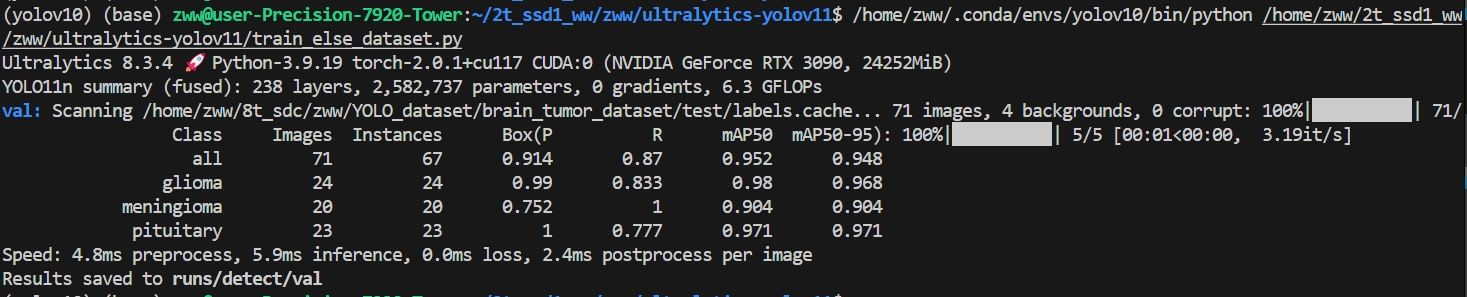 (yolov10) (base) zww@user-Precision-7920-Tower:~/2t_ssd1_ww/zww/ultralytics-yolov11$ /home/zww/.conda/envs/yolov10/bin/python /home/zww/2t_ssd1_ww
/zww/ultralytics-yolov11/train_else_dataset.py
Ultralytics 8.3.4 🚀 Python-3.9.19 torch-2.0.1+cu117 CUDA:0 (NVIDIA GeForce RTX 3090, 24252MiB)
YOLO11n summary (fused): 238 layers, 2,582,737 parameters, 0 gradients, 6.3 GFLOPs
val: Scanning /home/zww/8t_sdc/zww/YOLO_dataset/brain_tumor_dataset/test/labels.cache... 71 images, 4 backgrounds, 0 corrupt: 100%|██████████| 71/
Class Images Instances Box(P R mAP50 mAP50-95): 100%|██████████| 5/5 [00:01<00:00, 3.19it/s]
all 71 67 0.914 0.87 0.952 0.948
glioma 24 24 0.99 0.833 0.98 0.968
meningioma 20 20 0.752 1 0.904 0.904
pituitary 23 23 1 0.777 0.971 0.971
Speed: 4.8ms preprocess, 5.9ms inference, 0.0ms loss, 2.4ms postprocess per image
Results saved to runs/detect/val